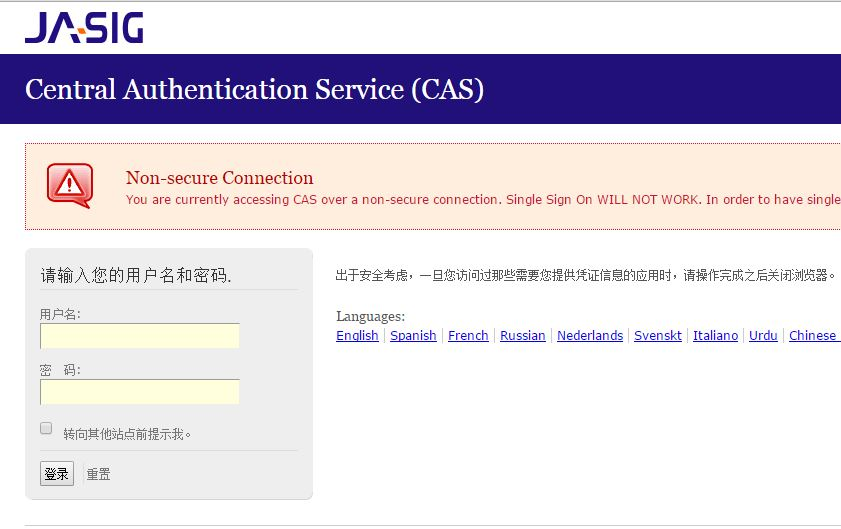 JA-SIG
Central Authentication Service (CAS)
Non-secure Connection
You are currently accessing CAS over a non-secure connection. Single Sign On WILL NOT WORK. In order to have single
请输入您的用户名和密码.
用户名:
密 码:
转向其他站点前提示我。
登录 重置
出于安全考虑，一旦您访问过那些需要您提供凭证信息的应用时，请操作完成之后关闭浏览器。
Languages:
English Spanish French Russian Nederlands Svenskt Italiano Urdu Chinese